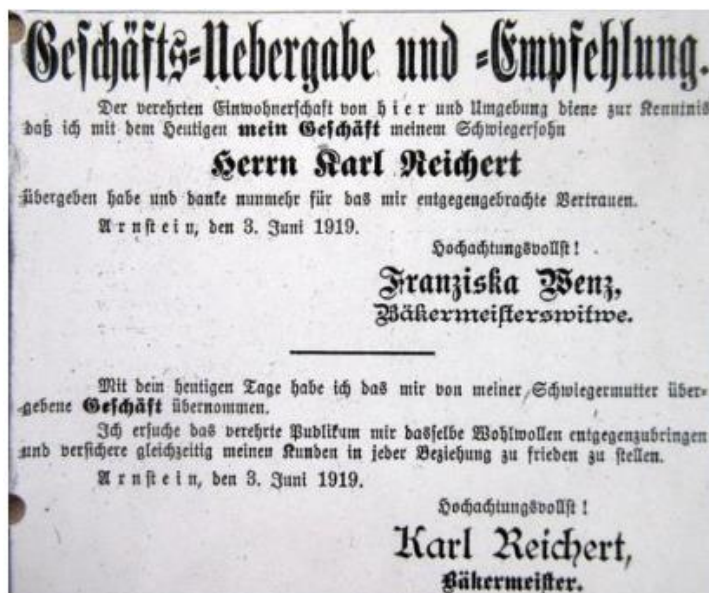 Geschäfts=Uebergabe und =Empfehlung.
Der verehrten Einwohnerschaft von hier und Umgebung diene zur Kenntnis
daß ich mit dem Heutigen mein Geschäft meinem Schwiegersohn
Herrn Karl Reichert
übergeben habe und danke nunmehr für das mir entgegengebrachte Vertrauen.
Arnstein, den 3. Juni 1919.
Hochachtungsvollst!
Franziska Wenz,
Bäkermeisterswitwe.
Mit dem heutigen Tage habe ich das mir von meiner Schwiegermutter über=
gebene Geschäft übernommen.
Ich ersuche das verehrte Publikum mir dasselbe Wohlwollen entgegenzubringen
und versichere gleichzeitig meinen Kunden in jeder Beziehung zu frieden zu stellen.
Arnstein, den 3. Juni 1919.
Hochachtungsvollst!
Karl Reichert,
Bäkermeister.